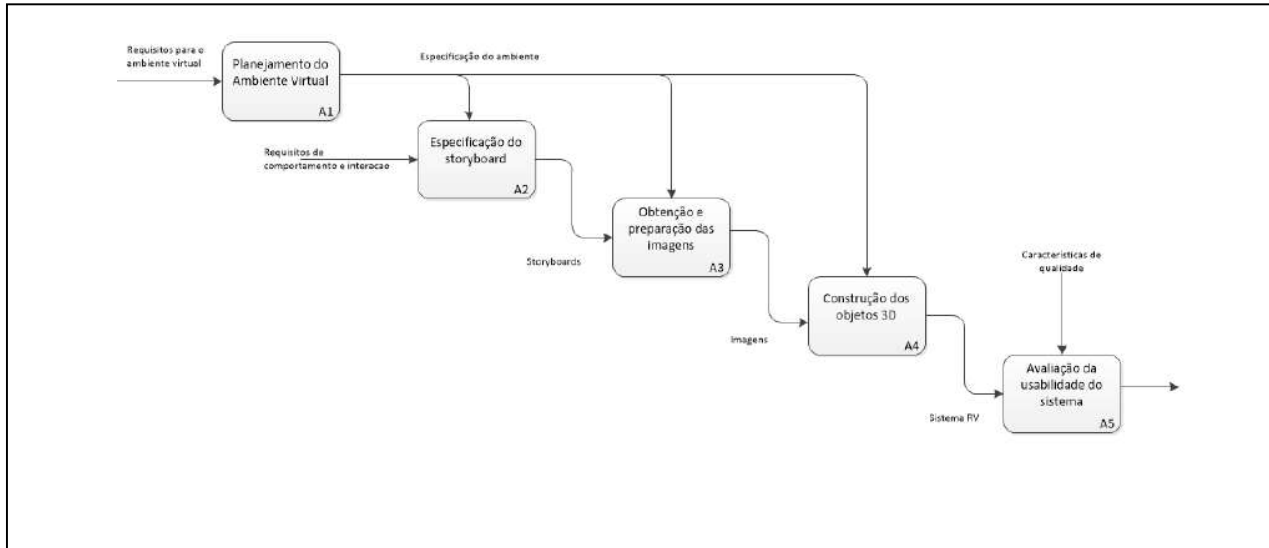 Requisitos para o
ambiente virtual
Planejamento do
Ambiente Virtual
A1
Especificação do ambiente
Requisitos de
comportamento e interacao
Especificação do
storyboard
A2
Storyboards
Obtenção e
preparação das
imagens
A3
Imagens
Construção dos
objetos 3D
A4
Sistema RV
Características de
qualidade
Avaliação da
usabilidade do
sistema
A5